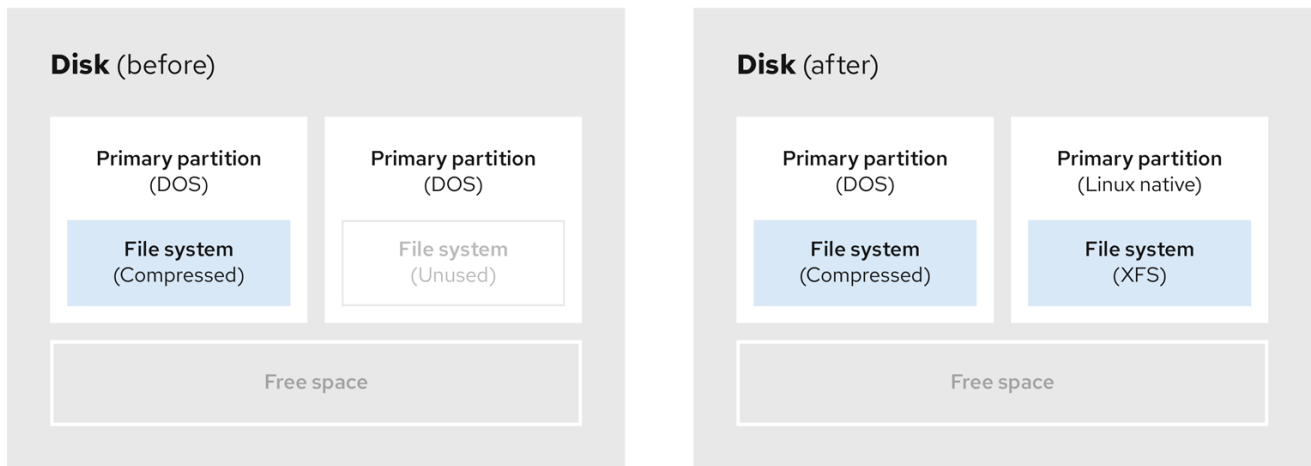 Disk (before)
Primary partition
(DOS)
File system
(Compressed)
Primary partition
(DOS)
File system
(Unused)
Free space
Disk (after)
Primary partition
(DOS)
File system
(Compressed)
Primary partition
(Linux native)
File system
(XFS)
Free space